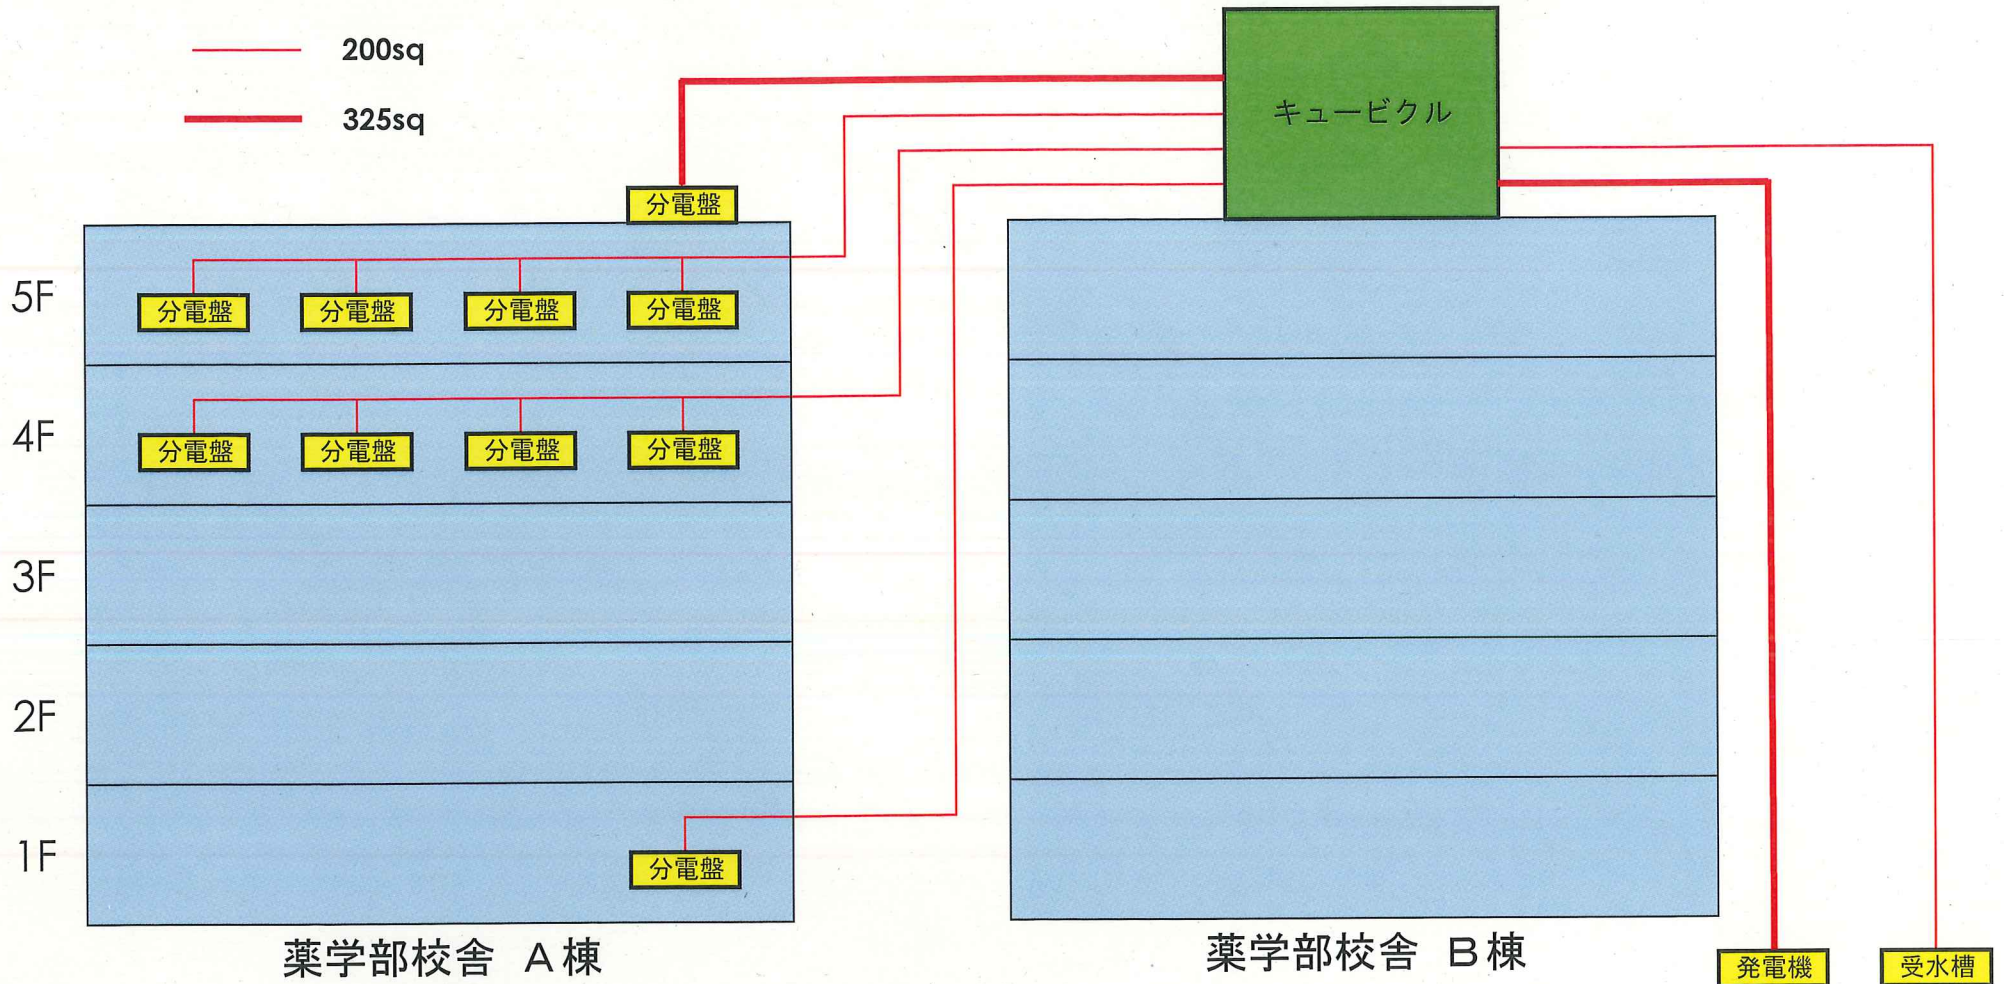 200sq
325sq
キュービクル
分電盤
5F
分電盤 分電盤 分電盤 分電盤
4F
分電盤 分電盤 分電盤 分電盤
3F
2F
1F
分電盤
薬学部校舎 A棟
薬学部校舎 B棟
発電機
受水槽